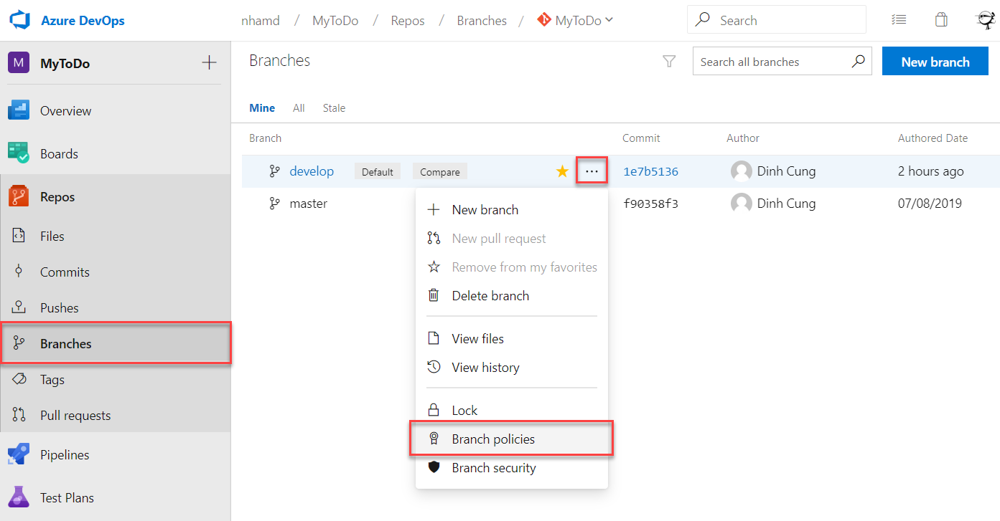 Azure DevOps
nhamd / MyToDo / Repos / Branches / MyToDo
Search
M MyToDo
Overview
Boards
Repos
Files
Commits
Pushes
Branches
Tags
Pull requests
Pipelines
Test Plans
Branches
Search all branches
New branch
Mine All Stale
Branch Commit Author Authored Date
develop Default Compare ... 1e7b5136 Dinh Cung 2 hours ago
master f90358f3 Dinh Cung 07/08/2019
New branch
New pull request
Remove from my favorites
Delete branch
View files
View history
Lock
Branch policies
Branch security